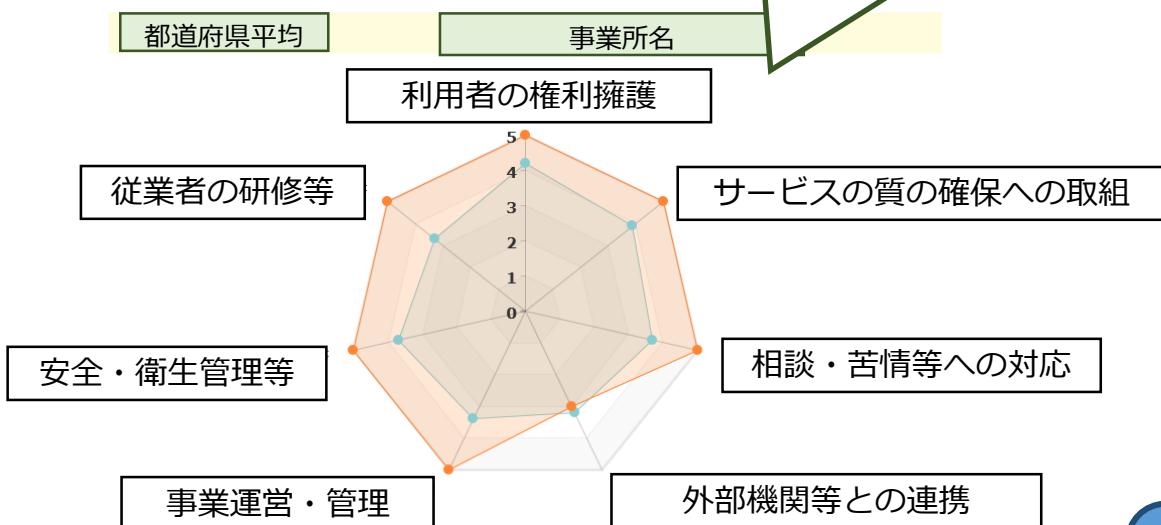 都道府県平均
事業所名
利用者の権利擁護
従業者の研修等
サービスの質の確保への取組
5
4
3
2
1
0
安全・衛生管理等
相談・苦情等への対応
事業運営・管理
外部機関等との連携